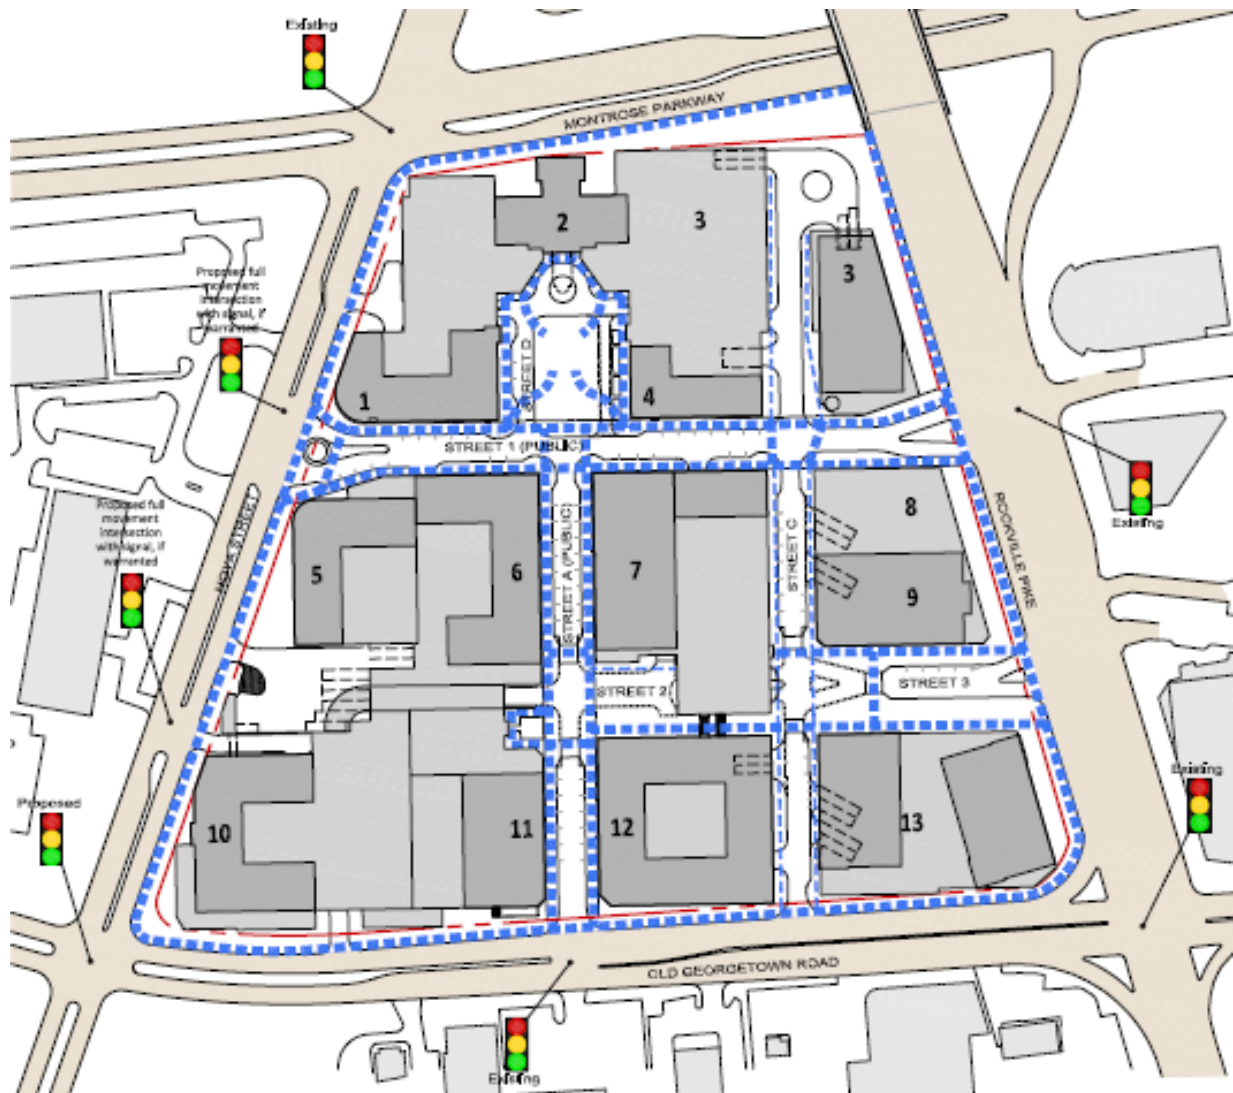 Existing
MONTROSE PARKWAY
2
3
3
Proposed full
movement
intersection
with signal, if
warranted
STREET D
1
4
STREET 1 (PUBLIC)
Existing
Proposed full
movement
intersection
with signal, if
warranted
HOYA STREET
5
6
STREET A (PUBLIC)
7
STREET C
8
9
ROCKVILLE PIKE
STREET 2
STREET 3
Proposed
Existing
10
11
12
13
OLD GEORGETOWN ROAD
Existing